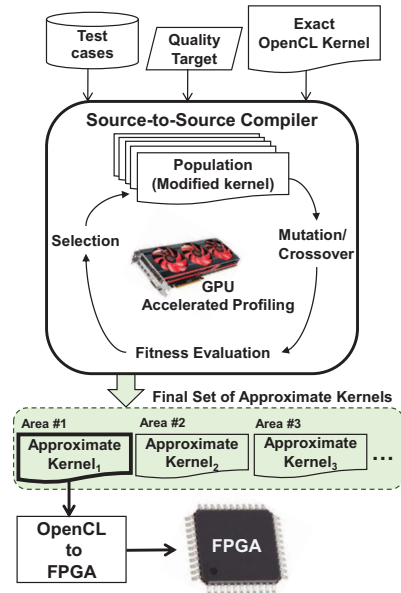 Test
cases
Quality
Target
Exact
OpenCL Kernel
Source-to-Source Compiler
Population
(Modified kernel)
Selection
Mutation/
Crossover
GPU
Accelerated Profiling
Fitness Evaluation
Final Set of Approximate Kernels
Area #1
Area #2
Area #3
Approximate
Kernel₁
Approximate
Kernel₂
Approximate
Kernel₃
...
OpenCL
to
FPGA
FPGA